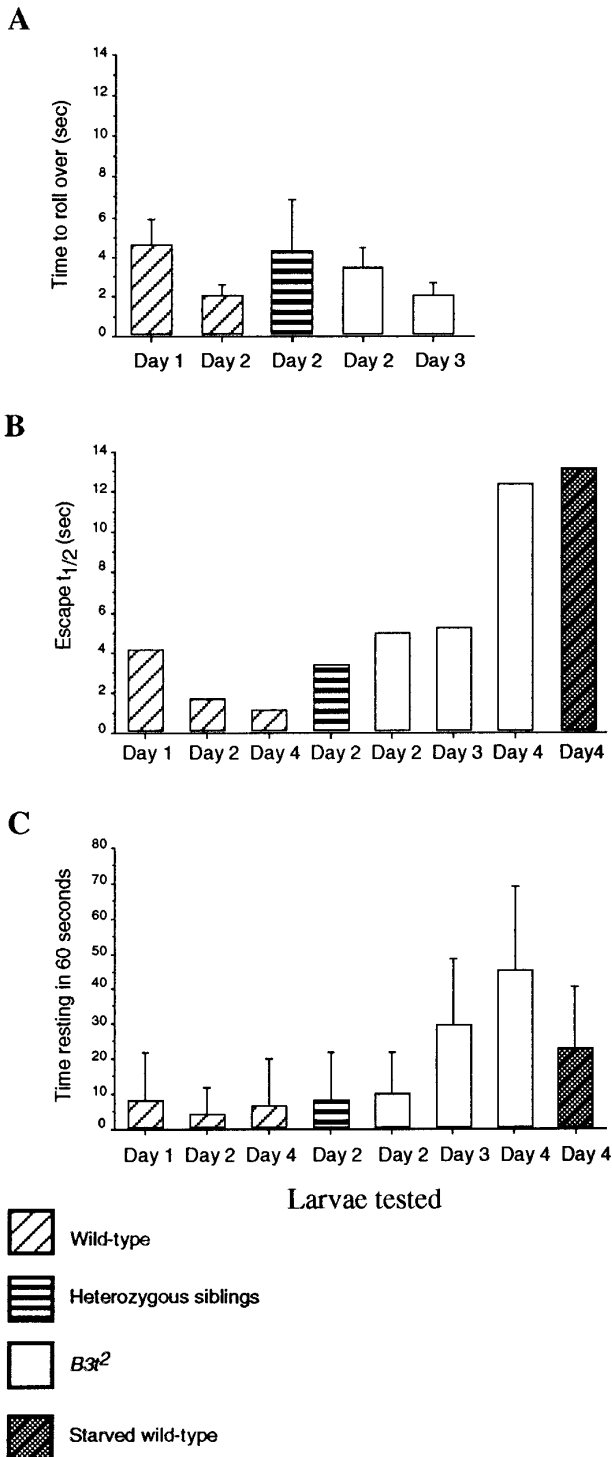 A
Time to roll over (sec)
14
12
10
8
6
4
2
0
Day 1 Day 2 Day 2 Day 2 Day 3
B
Escape t1/2 (sec)
14
12
10
8
6
4
2
0
Day 1 Day 2 Day 4 Day 2 Day 2 Day 3 Day 4 Day4
C
Time resting in 60 seconds
80
70
60
50
40
30
20
10
0
Day 1 Day 2 Day 4 Day 2 Day 2 Day 3 Day 4 Day 4
Larvae tested
Wild-type
Heterozygous siblings
B3t2
Starved wild-type